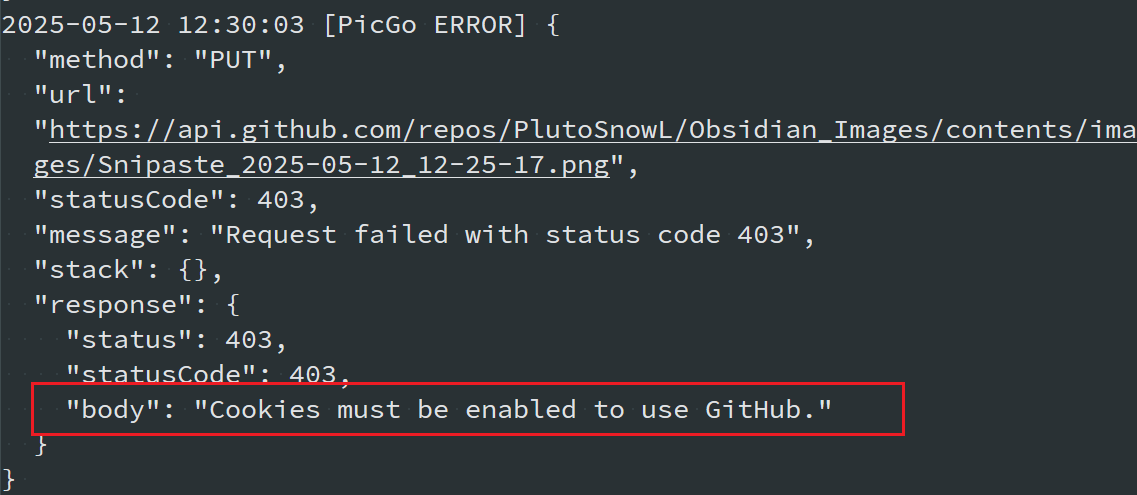 }
2025-05-12 12:30:03 [PicGo ERROR] {
  "method": "PUT",
  "url":
  "https://api.github.com/repos/PlutoSnowL/Obsidian_Images/contents/ima
  ges/Snipaste_2025-05-12_12-25-17.png",
  "statusCode": 403,
  "message": "Request failed with status code 403",
  "stack": {},
  "response": {
    "status": 403,
    "statusCode": 403,
    "body": "Cookies must be enabled to use GitHub."
  }
}